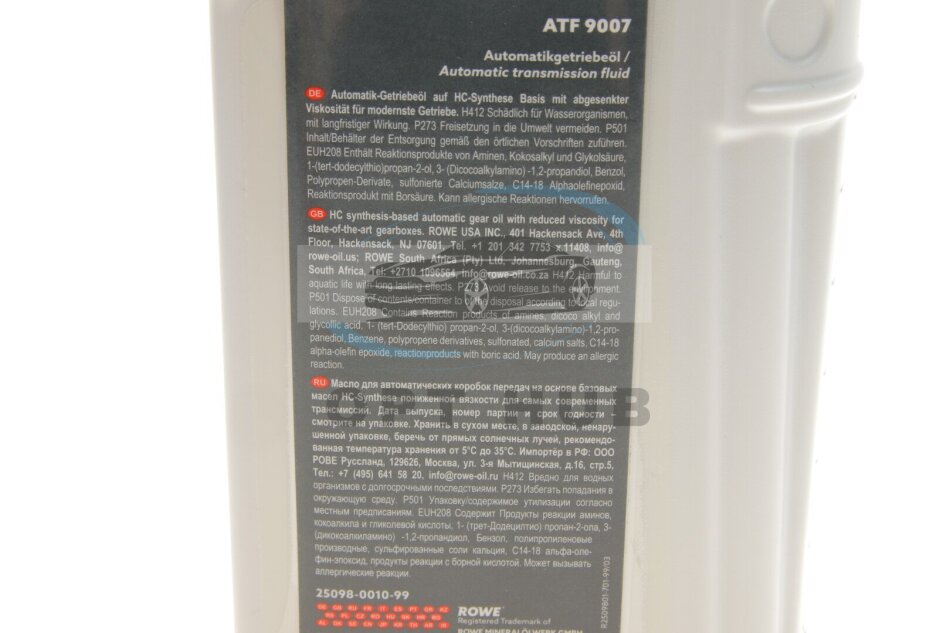 ATF 9007
Automatikgetriebeöl /
Automatic transmission fluid
DE Automatik-Getriebeöl auf HC-Synthese Basis mit abgesenkter
Viskosität für modernste Getriebe. H412 Schädlich für Wasserorganismen,
mit langfristiger Wirkung. P273 Freisetzung in die Umwelt vermeiden. P501
Inhalt/Behälter der Entsorgung gemäß den örtlichen Vorschriften zuführen.
EUH208 Enthält Reaktionsprodukte von Aminen, Kokosalkyl und Glykolsäure,
1-(tert-dodecylthio)propan-2-ol, 3- (Dicocoalkylamino) -1,2-propandiol, Benzol,
Polypropen-Derivate, sulfonierte Calciumsalze, C14-18 Alphaolefinepoxid,
Reaktionsprodukt mit Borsäure. Kann allergische Reaktionen hervorrufen.
GB HC synthesis-based automatic gear oil with reduced viscosity for
state-of-the-art gearboxes. ROWE USA INC., 401 Hackensack Ave, 4th
Floor, Hackensack, NJ 07601, Tel. +1 201 342 7753 x.11408, info@
rowe-oil.us; ROWE South Africa (Pty) Ltd, Johannesburg, Gauteng,
South Africa, Tel: +2710 1096564, info@rowe-oil.co.za H412 Harmful to
aquatic life with long lasting effects. P273 Avoid release to the environment.
P501 Dispose of contents/container to disposal according to local regu-
lations. EUH208 Contains Reaction products of amines, dicoco alkyl and
glycollic acid, 1- (tert-Dodecylthio) propan-2-ol, 3-(dicocoalkylamino)-1,2-pro-
panediol, Benzene, polypropene derivatives, sulfonated, calcium salts, C14-18
alpha-olefin epoxide, reactionproducts with boric acid. May produce an allergic
reaction.
RU Масло для автоматических коробок передач на основе базовых
масел HC-Synthese пониженной вязкости для самых современных
трансмиссий. Дата выпуска, номер партии и срок годности –
смотрите на упаковке. Хранить в сухом месте, в заводской, ненару-
шенной упаковке, беречь от прямых солнечных лучей, рекомендо-
ванная температура хранения от 5°C до 35°C. Импортёр в РФ: ООО
РОВЕ Руссланд, 129626, Москва, ул. 3-я Мытищинская, д.16, стр.5,
Тел.: +7 (495) 641 58 20, info@rowe-oil.ru H412 Вредно для водных
организмов с долгосрочными последствиями. P273 Избегать попадания в
окружающую среду. P501 Упаковку/содержимое утилизации согласно
местным предписаниям. EUH208 Содержит Продукты реакции аминов,
кокоалкила и гликолевой кислоты, 1- (трет-Додецилтио) пропан-2-ола, 3-
(дикокоалкиламино) -1,2-пропандиол, Бензол, полипропиленовые
производные, сульфированные соли кальция, C14-18 альфа-оле-
фин-эпоксид, продукты реакции с борной кислотой. Может вызывать
аллергические реакции.
25098-0010-99
ROWE
Registered Trademark of
ROWE MINERALÖLWERK GMBH
R2509801-701-99/03
OPT HUB